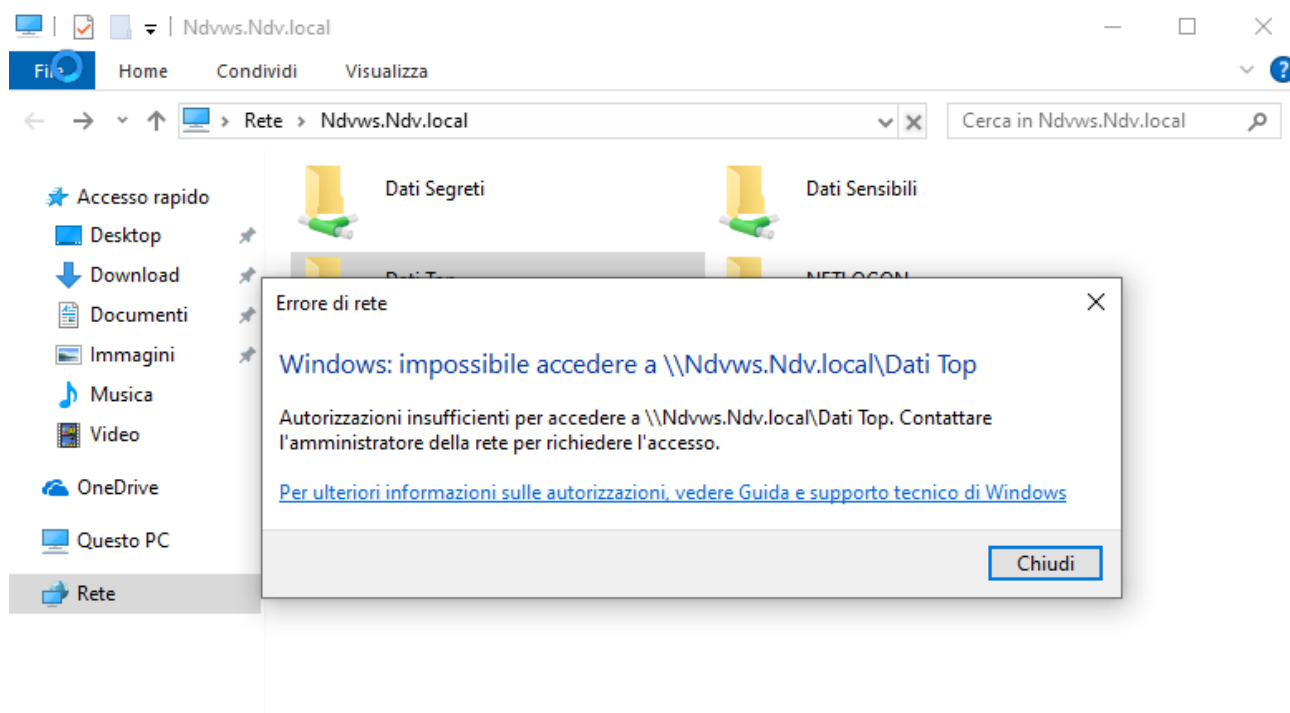 Ndvws.Ndv.local
File Home Condividi Visualizza
Rete Ndvws.Ndv.local Cerca in Ndvws.Ndv.local
Accesso rapido
Desktop
Download
Documenti
Immagini
Musica
Video
OneDrive
Questo PC
Rete
Dati Segreti Dati Sensibili
Dati Top NETLOGON
Errore di rete
Windows: impossibile accedere a \\Ndvws.Ndv.local\Dati Top
Autorizzazioni insufficienti per accedere a \\Ndvws.Ndv.local\Dati Top. Contattare
l'amministratore della rete per richiedere l'accesso.
Per ulteriori informazioni sulle autorizzazioni, vedere Guida e supporto tecnico di Windows
Chiudi